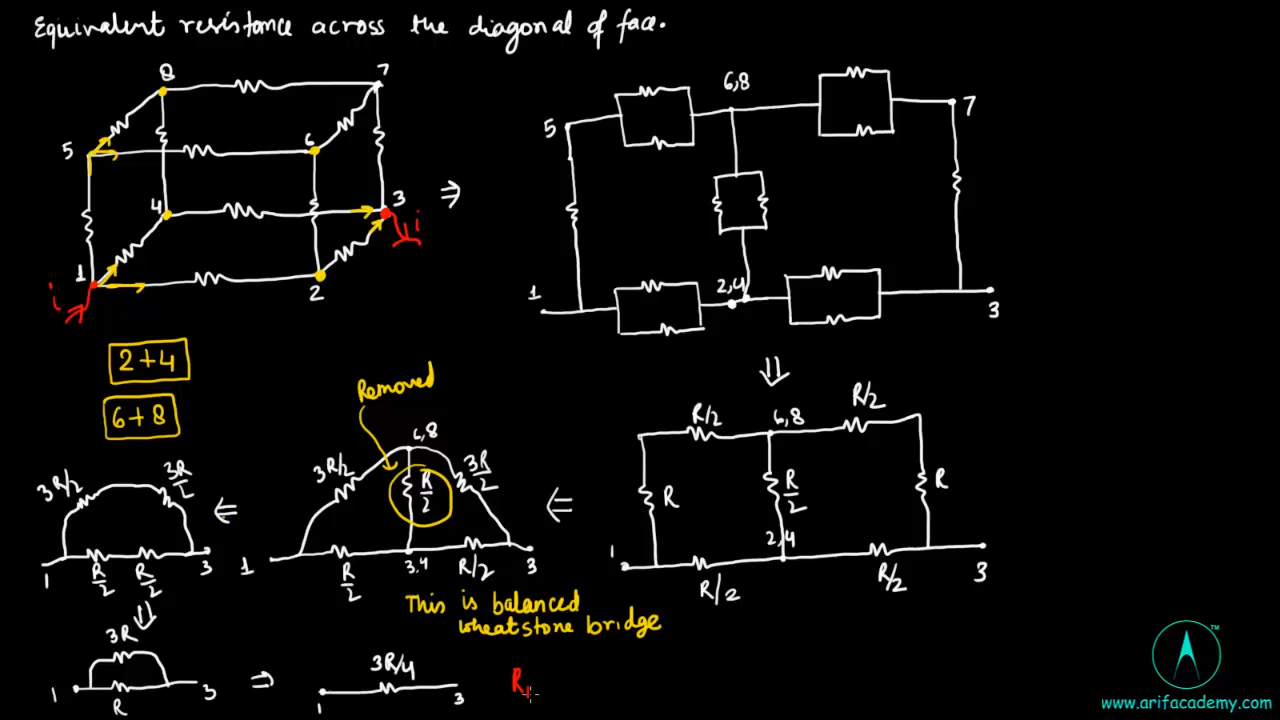 Equivalent resistance across the diagonal of face.
8
7
5
6
4
3
i
1
i
2
5
6,8
7
1
2,4
3
2+4
6+8
Removed
3R/2
3R/2
R/2
R/2
1
3
3R/2
6,8
3R/2
R/2
1
R/2
3,4
R/2
3
This is balanced
wheatstone bridge
R/2
6,8
R/2
R
R/2
R
1
2,4
R/2
R/2
3
3R
1
R
3
3R/4
1
3
R
TM
www.arifacademy.com